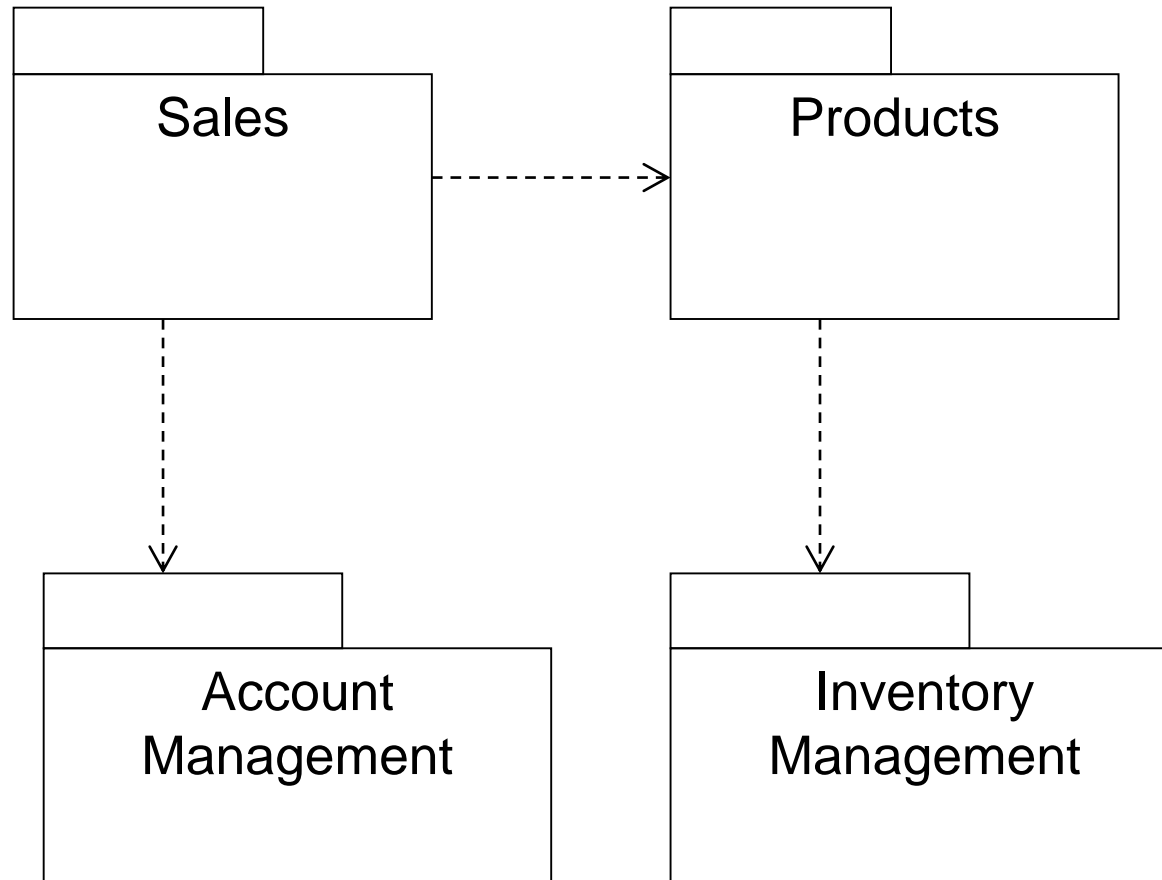 Sales
Products
Account
Management
Inventory
Management